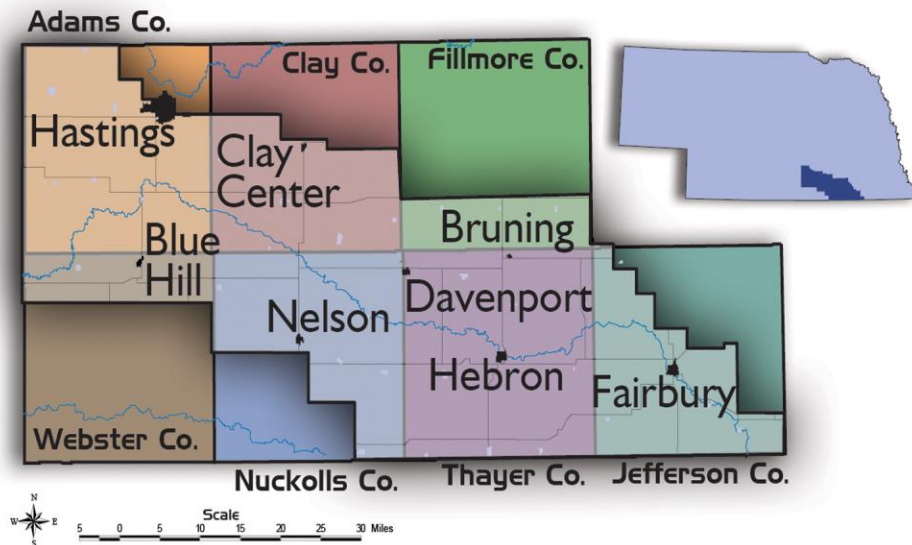 Adams Co.
Clay Co.
Fillmore Co.
Hastings
Clay
Center
Bruning
Blue
Hill
Davenport
Nelson
Hebron
Fairbury
Webster Co.
Nuckolls Co.
Thayer Co.
Jefferson Co.
N
W E
S
Scale
5 0 5 10 15 20 25 30 Miles